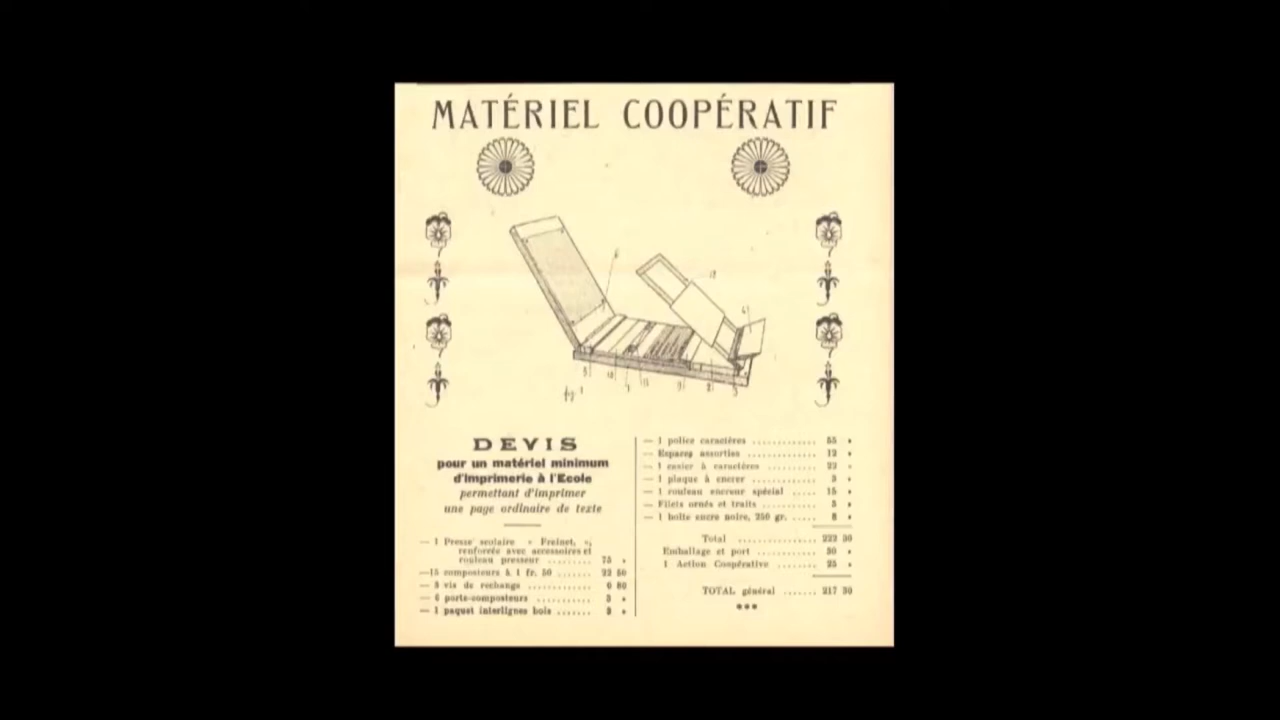 MATÉRIEL COOPÉRATIF
DEVIS
pour un matériel minimum
d'Imprimerie à l'Ecole
permettant d'imprimer
une page ordinaire de texte
— 1 Presse scolaire « Freinet, »,
renforcée avec accessoires et
rouleau presseur ........ 75 »
—15 composteurs à 1 fr. 50 ....... 22 50
— 3 vis de rechange ............ 0 80
— 6 porte-composteurs ........... 3 »
— 1 paquet interlignes bois ....... 3 »
— 1 police caractères ............. 55 »
— Espaces assorties .............. 12 »
— 1 casier à caractères ........... 22 »
— 1 plaque à encrer .............. 3 »
— 1 rouleau encreur spécial ..... 15 »
— Filets ornés et traits ............ 3 »
— 1 boîte encre noire, 250 gr. ..... 8 »
Total .............. 222 30
Emballage et port ........... 30 »
1 Action Coopérative ........ 25 »
TOTAL général ....... 217 30